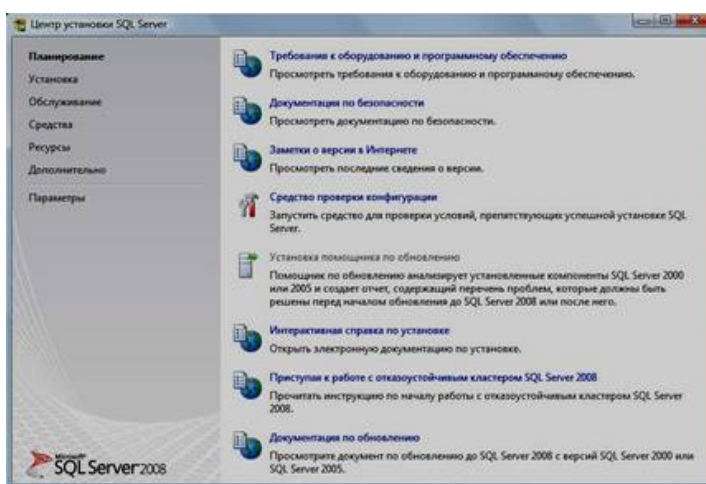 Центр установки SQL Server
Планирование
Установка
Обслуживание
Средства
Ресурсы
Дополнительно
Параметры
Требования к оборудованию и программному обеспечению
Просмотреть требования к оборудованию и программному обеспечению.
Документация по безопасности
Просмотреть документацию по безопасности.
Заметки о версии в Интернете
Просмотреть последние сведения о версии.
Средство проверки конфигурации
Запустить средство для проверки условий, препятствующих успешной установке SQL
Server.
Установка помощника по обновлению
Помощник по обновлению анализирует установленные компоненты SQL Server 2000
или 2005 и создает отчет, содержащий перечень проблем, которые должны быть
решены перед началом обновления до SQL Server 2008 или после него.
Интерактивная справка по установке
Открыть электронную документацию по установке.
Приступая к работе с отказоустойчивым кластером SQL Server 2008
Прочитать инструкцию по началу работы с отказоустойчивым кластером SQL Server
2008.
Документация по обновлению
Просмотрите документ по обновлению до SQL Server 2008 с версий SQL Server 2000 или
SQL Server 2005.
Microsoft
SQL Server 2008